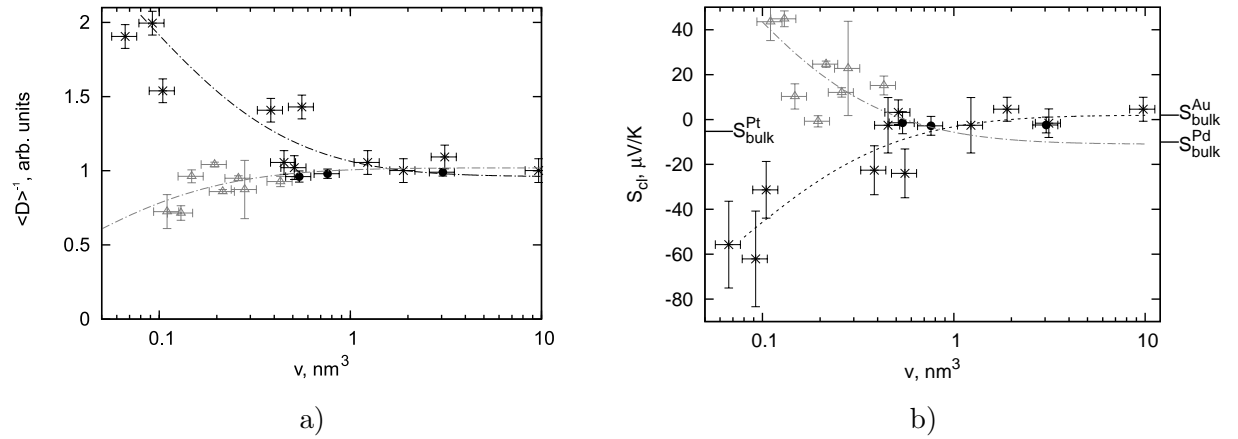 <D>⁻¹, arb. units
2
1.5
1
0.5
0
0.1
1
10
v, nm³
a)
S_cl, μV/K
40
20
0
-20
-40
-60
-80
S^Pt_bulk
S^Au_bulk
S^Pd_bulk
0.1
1
10
v, nm³
b)